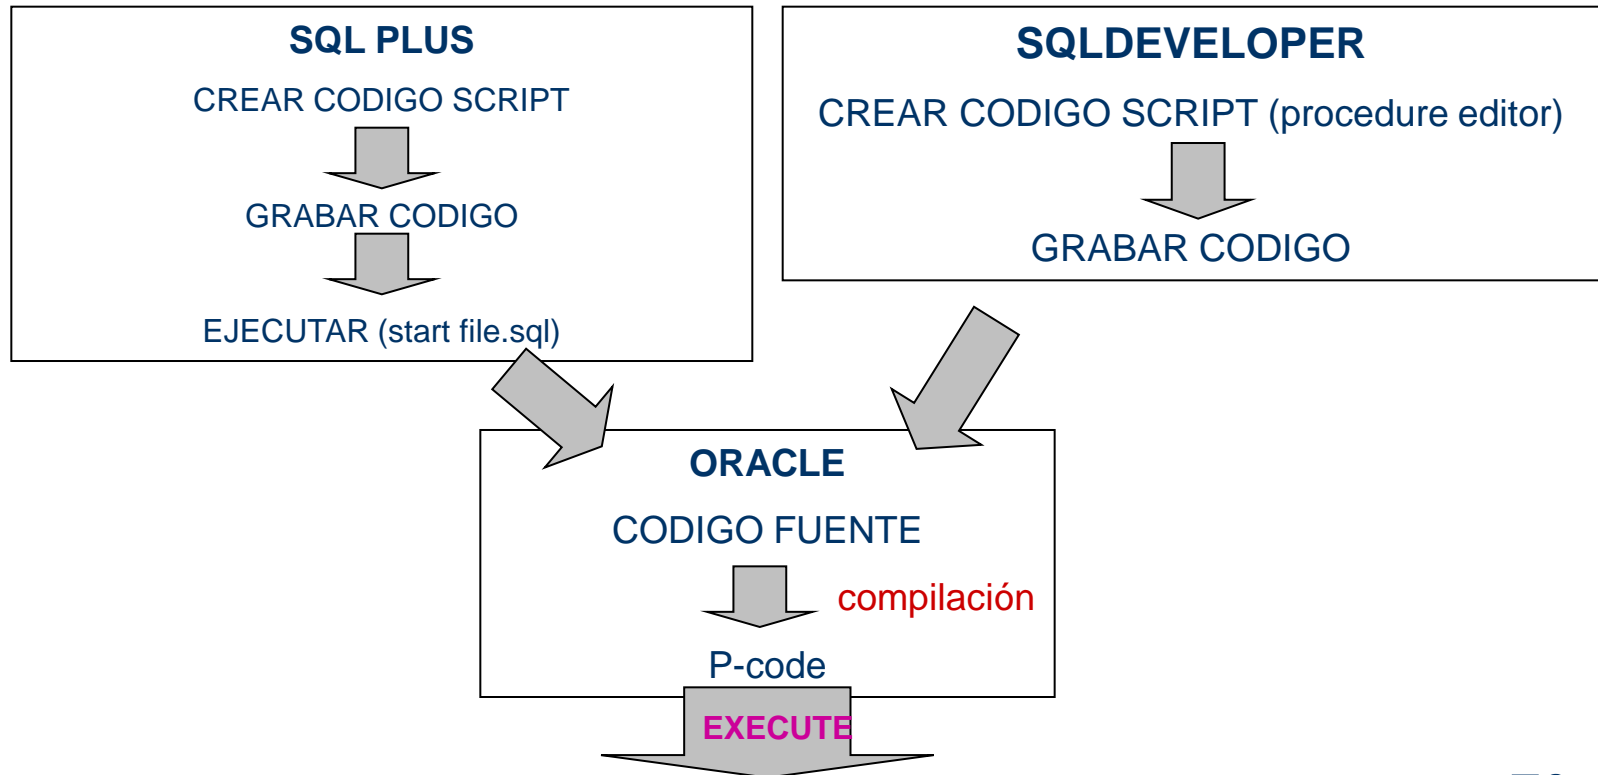 SQL PLUS
CREAR CODIGO SCRIPT
GRABAR CODIGO
EJECUTAR (start file.sql)
SQLDEVELOPER
CREAR CODIGO SCRIPT (procedure editor)
GRABAR CODIGO
ORACLE
CODIGO FUENTE
compilación
P-code
EXECUTE